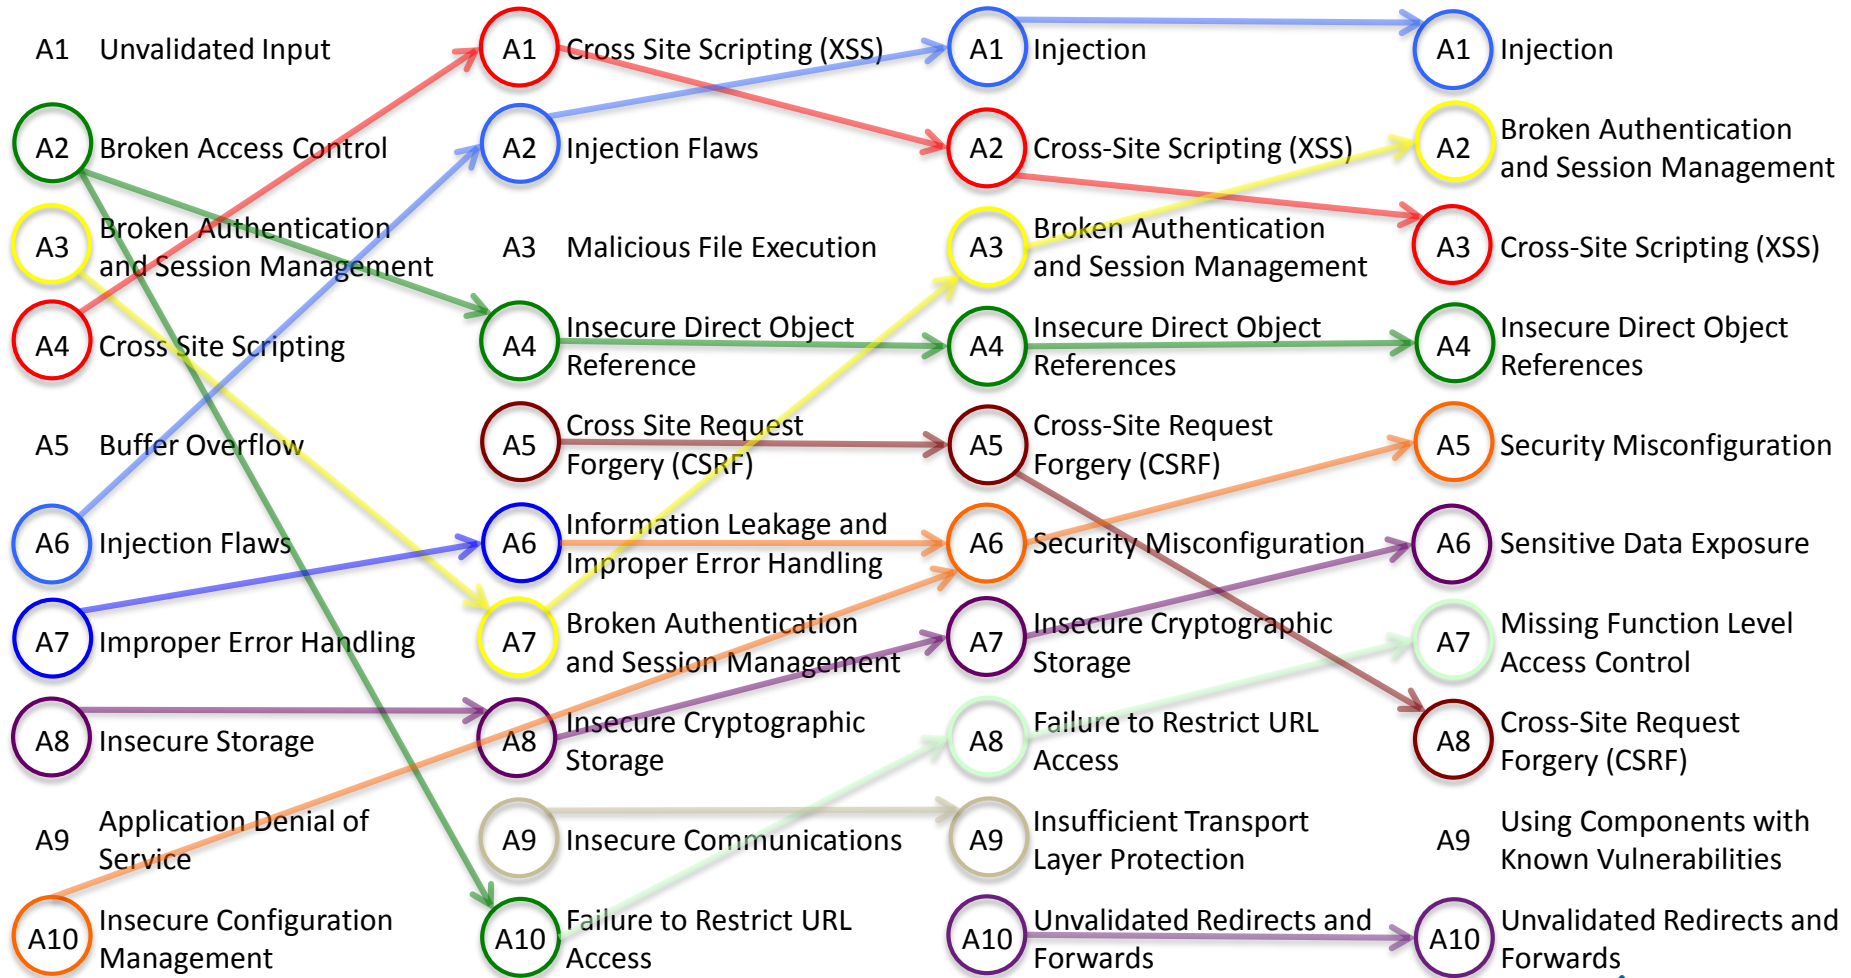 A1 Unvalidated Input
A2 Broken Access Control
A3 Broken Authentication
and Session Management
A4 Cross Site Scripting
A5 Buffer Overflow
A6 Injection Flaws
A7 Improper Error Handling
A8 Insecure Storage
A9 Application Denial of
Service
A10 Insecure Configuration
Management
A1 Cross Site Scripting (XSS)
A2 Injection Flaws
A3 Malicious File Execution
A4 Insecure Direct Object
Reference
A5 Cross Site Request
Forgery (CSRF)
A6 Information Leakage and
Improper Error Handling
A7 Broken Authentication
and Session Management
A8 Insecure Cryptographic
Storage
A9 Insecure Communications
A10 Failure to Restrict URL
Access
A1 Injection
A2 Cross-Site Scripting (XSS)
A3 Broken Authentication
and Session Management
A4 Insecure Direct Object
References
A5 Cross-Site Request
Forgery (CSRF)
A6 Security Misconfiguration
A7 Insecure Cryptographic
Storage
A8 Failure to Restrict URL
Access
A9 Insufficient Transport
Layer Protection
A10 Unvalidated Redirects and
Forwards
A1 Injection
A2 Broken Authentication
and Session Management
A3 Cross-Site Scripting (XSS)
A4 Insecure Direct Object
References
A5 Security Misconfiguration
A6 Sensitive Data Exposure
A7 Missing Function Level
Access Control
A8 Cross-Site Request
Forgery (CSRF)
A9 Using Components with
Known Vulnerabilities
A10 Unvalidated Redirects and
Forwards